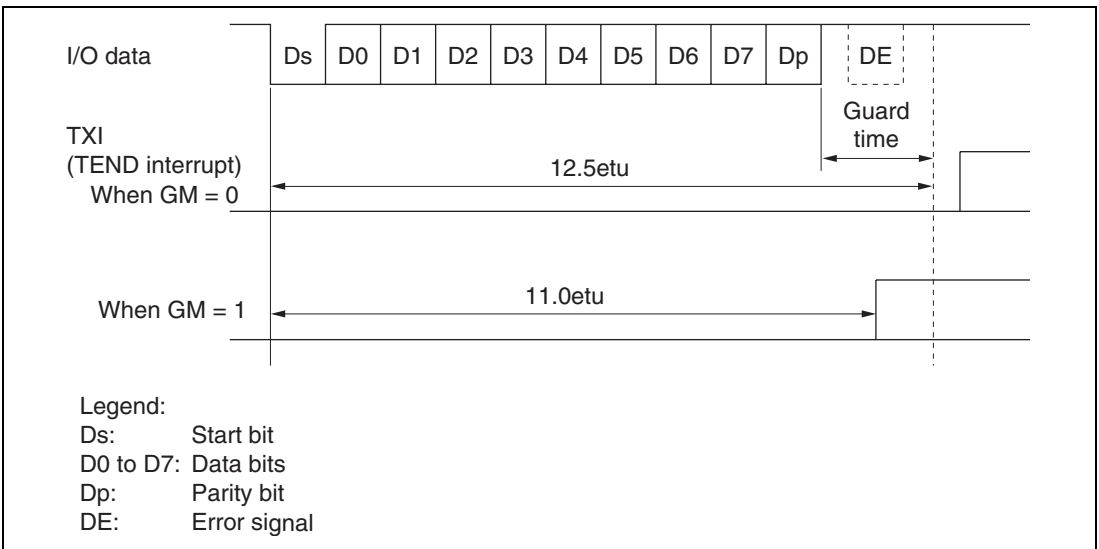 I/O data
Ds D0 D1 D2 D3 D4 D5 D6 D7 Dp DE
Guard
time
TXI
(TEND interrupt)
When GM = 0
12.5etu
When GM = 1
11.0etu
Legend:
Ds: Start bit
D0 to D7: Data bits
Dp: Parity bit
DE: Error signal